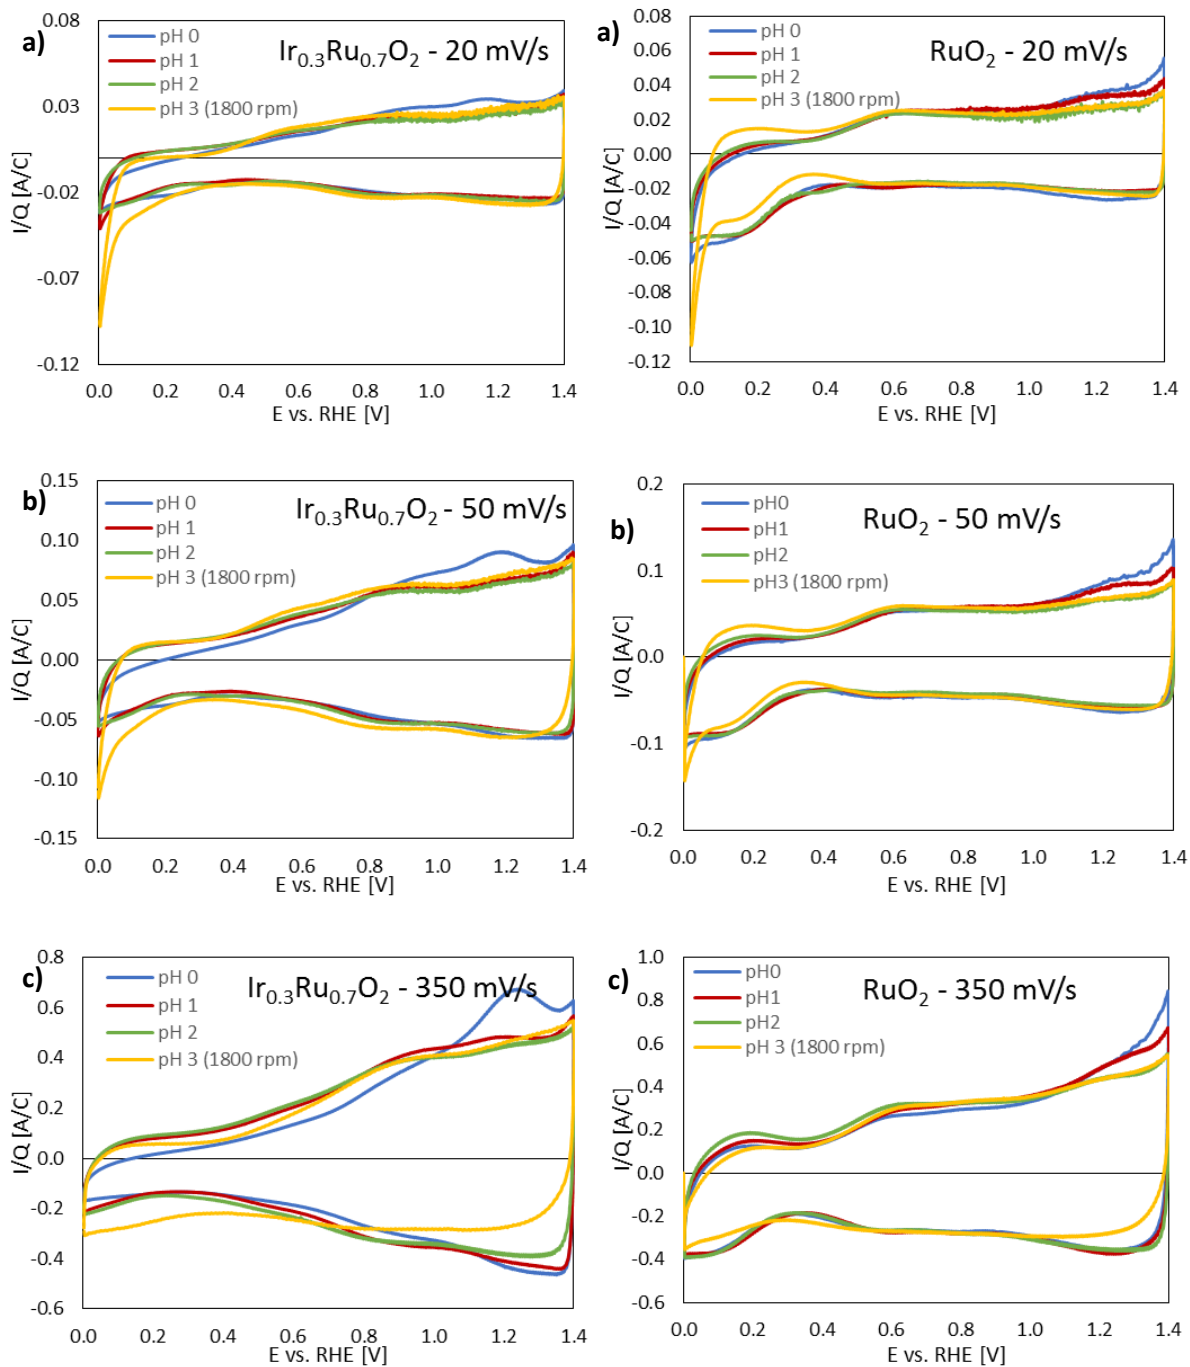 a)
Ir0.3Ru0.7O2 - 20 mV/s
pH 0
pH 1
pH 2
pH 3 (1800 rpm)
I/Q [A/C]
0.08
0.03
-0.02
-0.07
-0.12
0.0 0.2 0.4 0.6 0.8 1.0 1.2 1.4
E vs. RHE [V]
a)
RuO2 - 20 mV/s
pH 0
pH 1
pH 2
pH 3 (1800 rpm)
I/Q [A/C]
0.08
0.06
0.04
0.02
0.00
-0.02
-0.04
-0.06
-0.08
-0.10
-0.12
0.0 0.2 0.4 0.6 0.8 1.0 1.2 1.4
E vs. RHE [V]
b)
Ir0.3Ru0.7O2 - 50 mV/s
pH 0
pH 1
pH 2
pH 3 (1800 rpm)
I/Q [A/C]
0.15
0.10
0.05
0.00
-0.05
-0.10
-0.15
0.0 0.2 0.4 0.6 0.8 1.0 1.2 1.4
E vs. RHE [V]
b)
RuO2 - 50 mV/s
pH0
pH1
pH2
pH3 (1800 rpm)
I/Q [A/C]
0.2
0.1
0.0
-0.1
-0.2
0.0 0.2 0.4 0.6 0.8 1.0 1.2 1.4
E vs. RHE [V]
c)
Ir0.3Ru0.7O2 - 350 mV/s
pH 0
pH 1
pH 2
pH 3 (1800 rpm)
I/Q [A/C]
0.8
0.6
0.4
0.2
0.0
-0.2
-0.4
-0.6
0.0 0.2 0.4 0.6 0.8 1.0 1.2 1.4
E vs. RHE [V]
c)
RuO2 - 350 mV/s
pH0
pH1
pH2
pH 3 (1800 rpm)
I/Q [A/C]
1.0
0.8
0.6
0.4
0.2
0.0
-0.2
-0.4
-0.6
0.0 0.2 0.4 0.6 0.8 1.0 1.2 1.4
E vs. RHE [V]